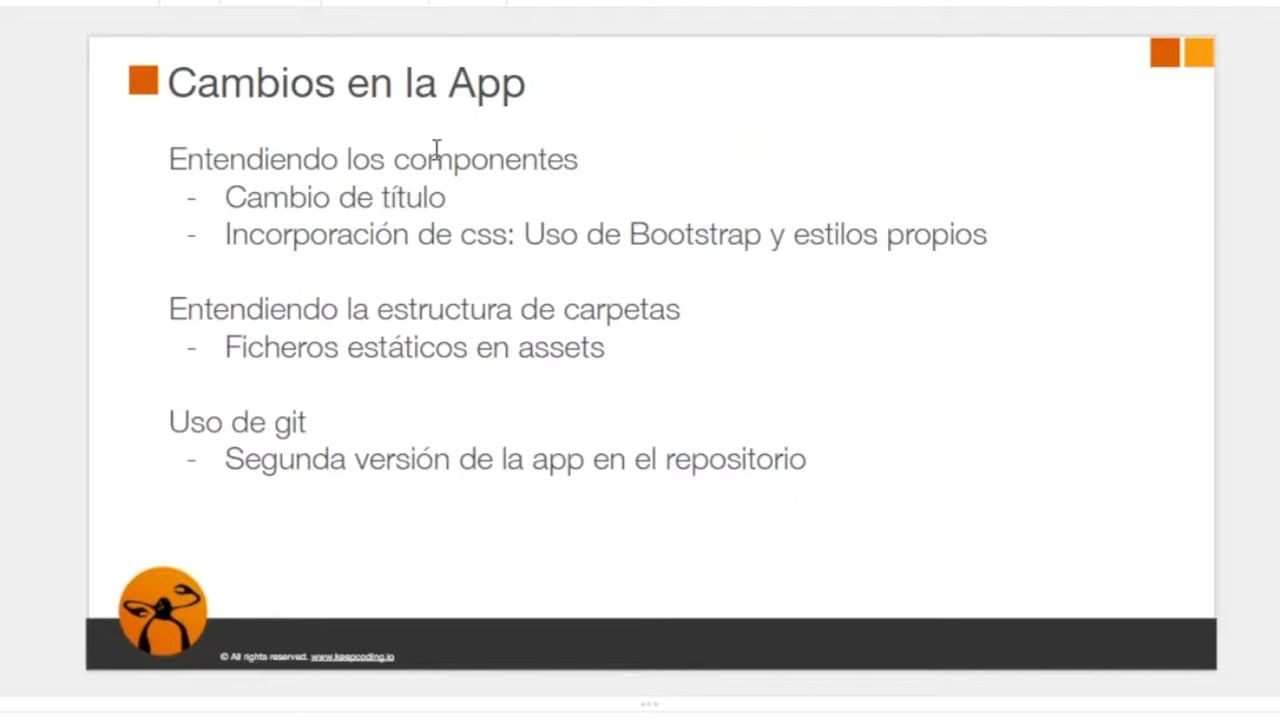 Cambios en la App
Entendiendo los componentes
- Cambio de título
- Incorporación de css: Uso de Bootstrap y estilos propios
Entendiendo la estructura de carpetas
- Ficheros estáticos en assets
Uso de git
- Segunda versión de la app en el repositorio
© All rights reserved. www.keepcoding.io